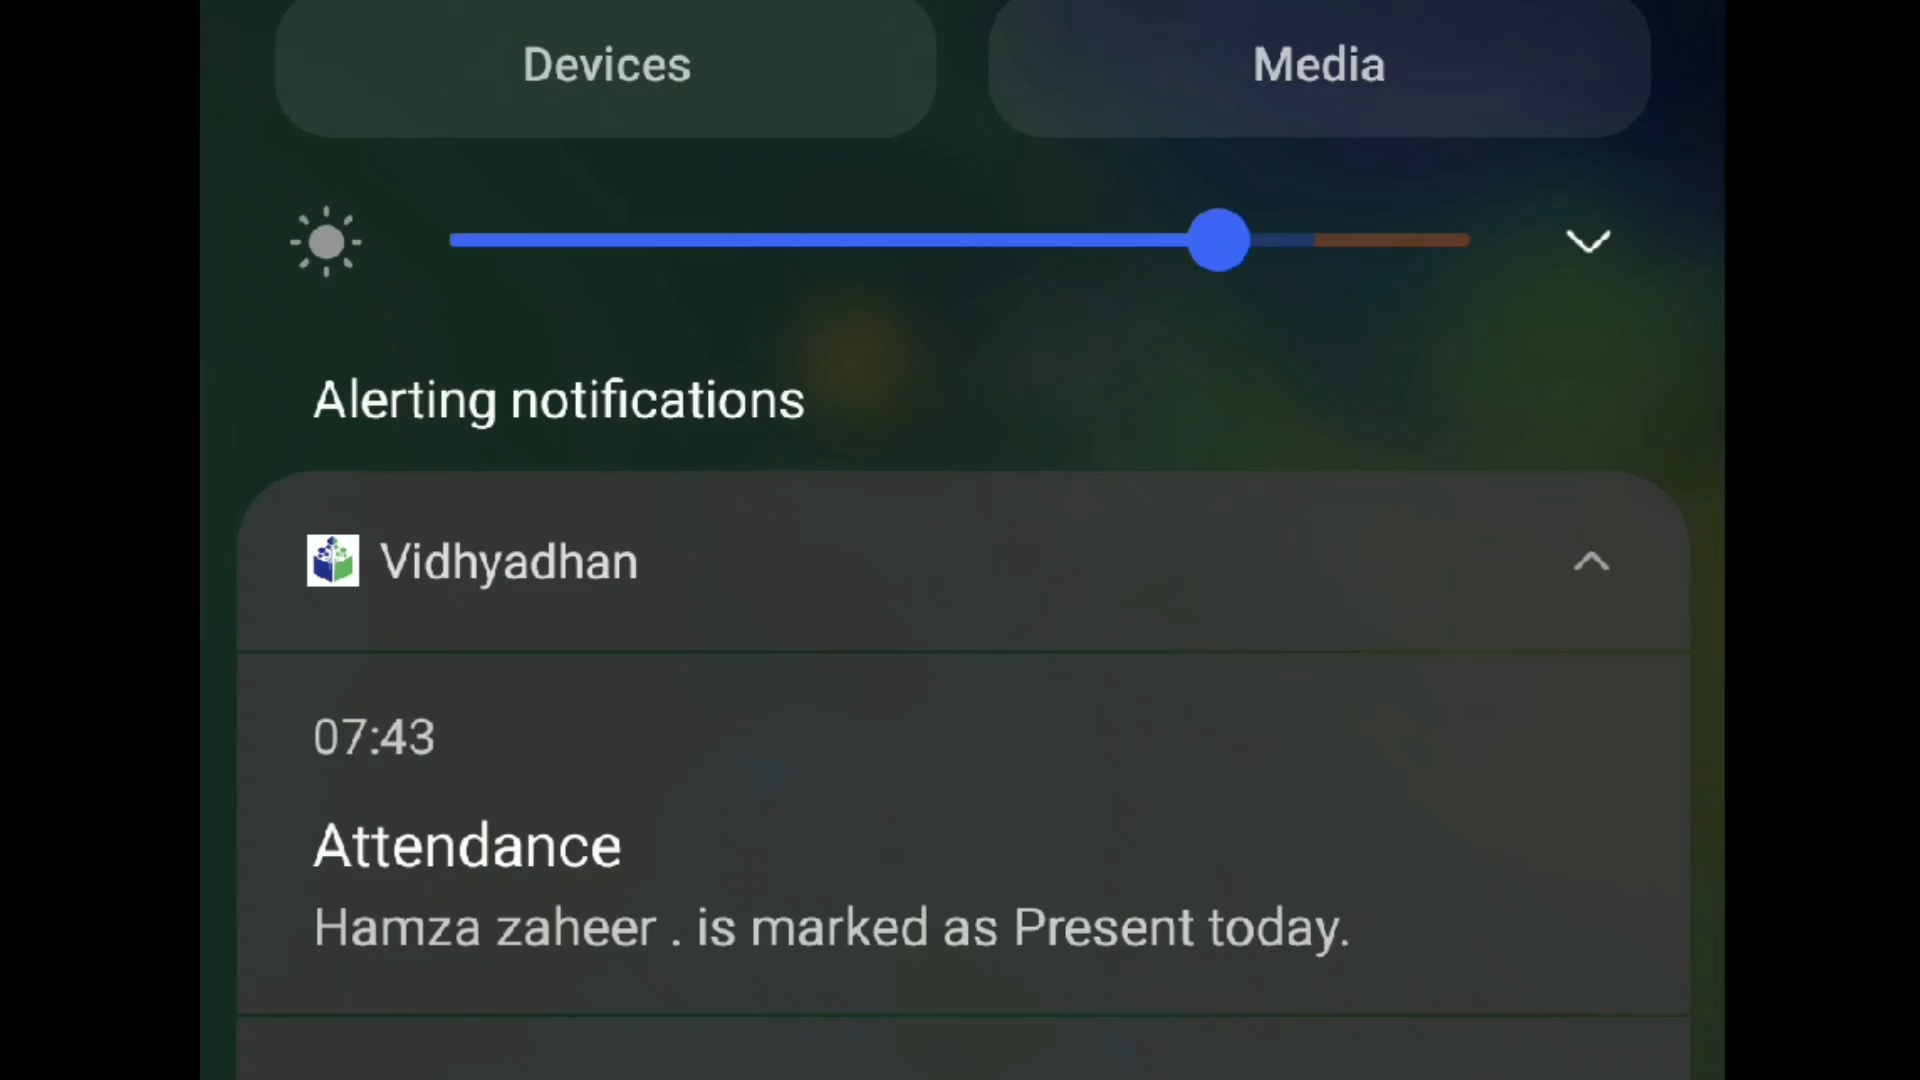 Devices
Media
Alerting notifications
Vidhyadhan
07:43
Attendance
Hamza zaheer . is marked as Present today.